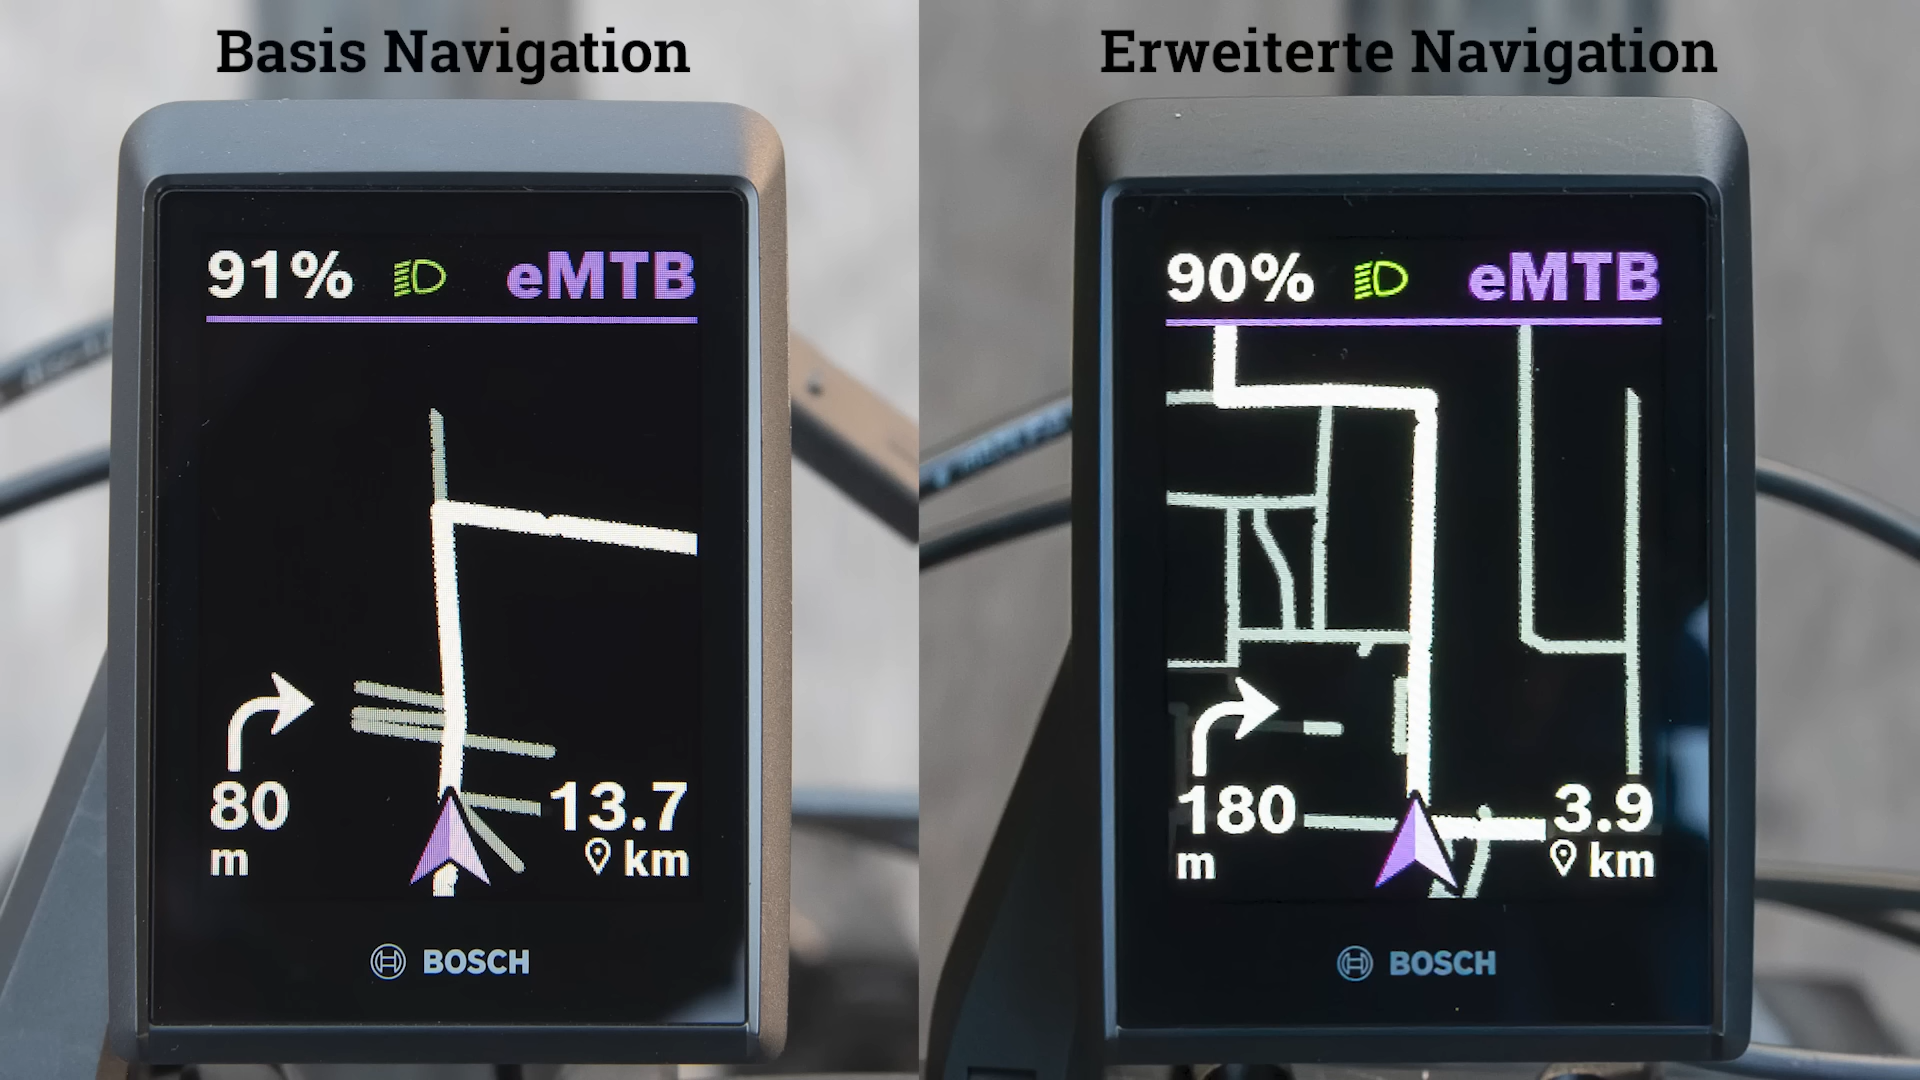 Basis Navigation
91% eMTB
80 m
13.7 km
BOSCH
Erweiterte Navigation
90% eMTB
180 m
3.9 km
BOSCH